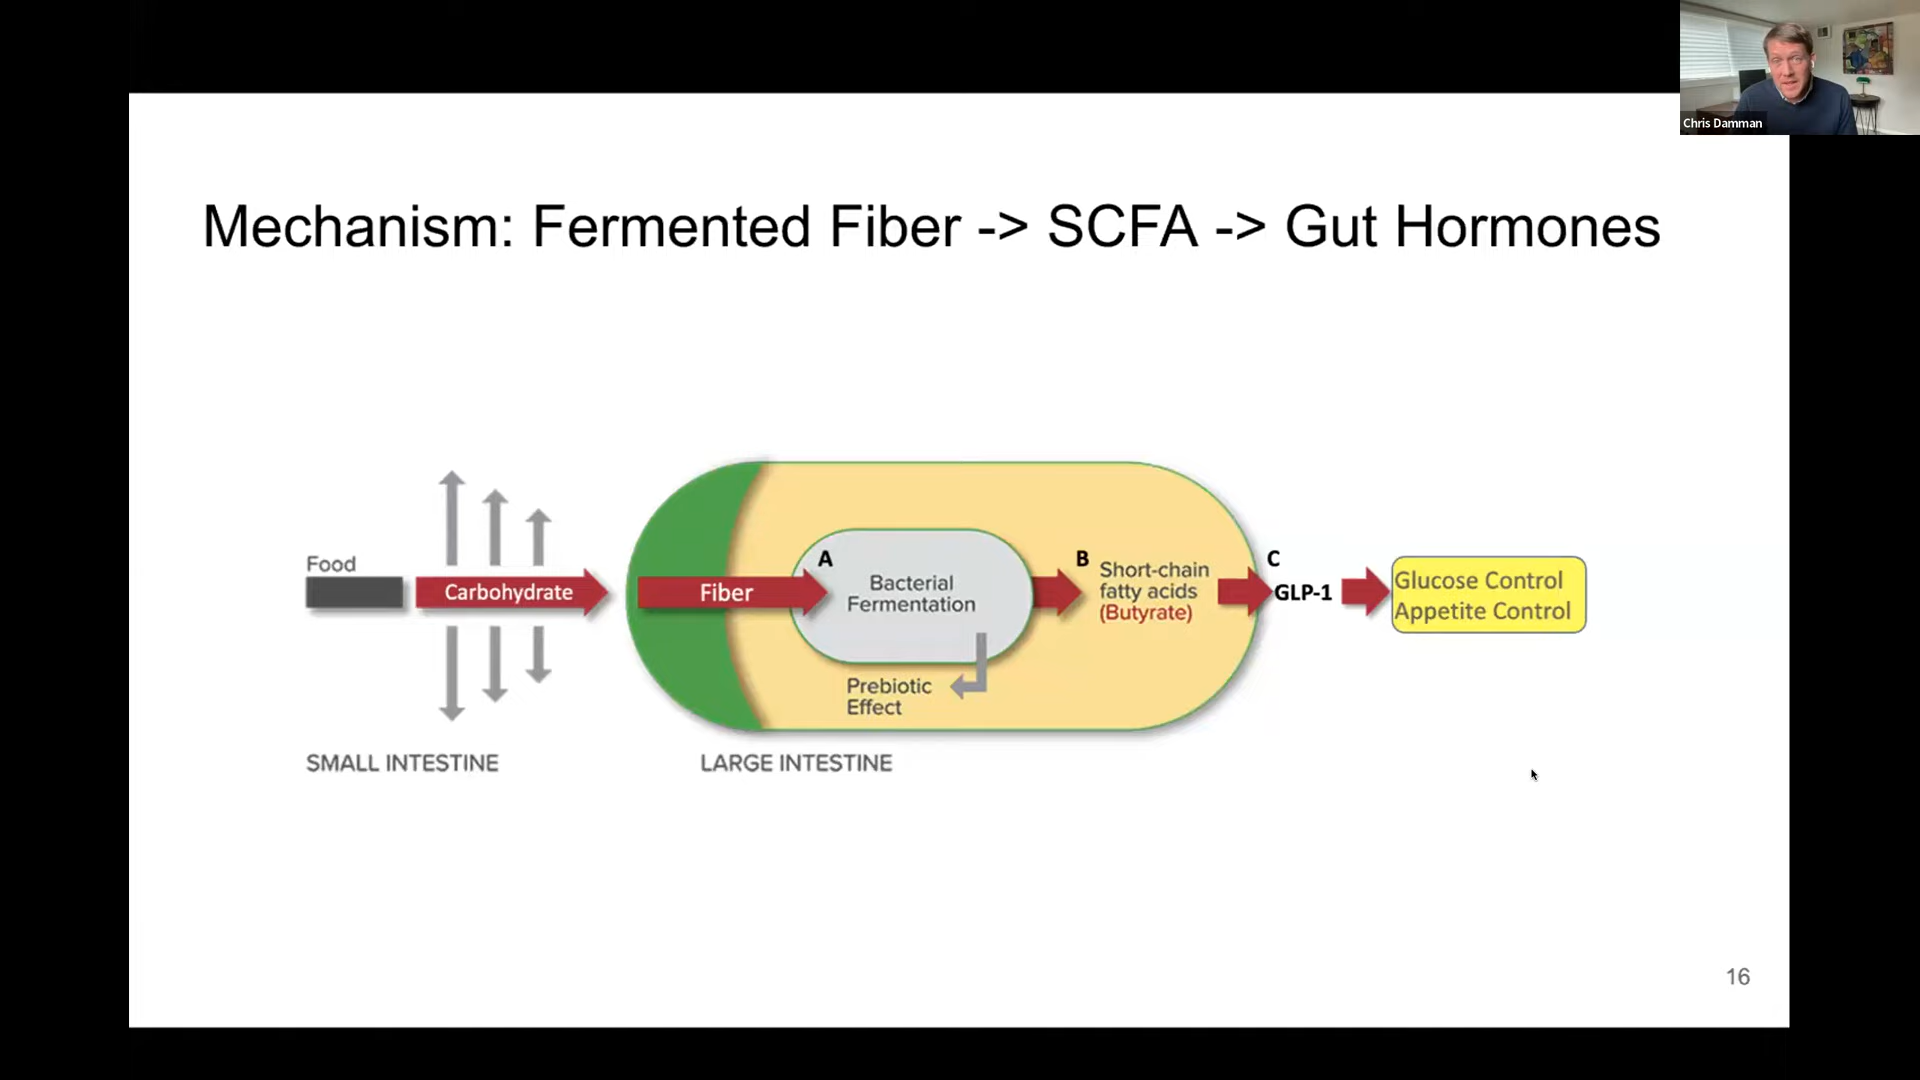 Chris Damman
Mechanism: Fermented Fiber -> SCFA -> Gut Hormones
Food
Carbohydrate
Fiber
A
Bacterial
Fermentation
Prebiotic
Effect
B
Short-chain
fatty acids
(Butyrate)
C
GLP-1
Glucose Control
Appetite Control
SMALL INTESTINE
LARGE INTESTINE
16